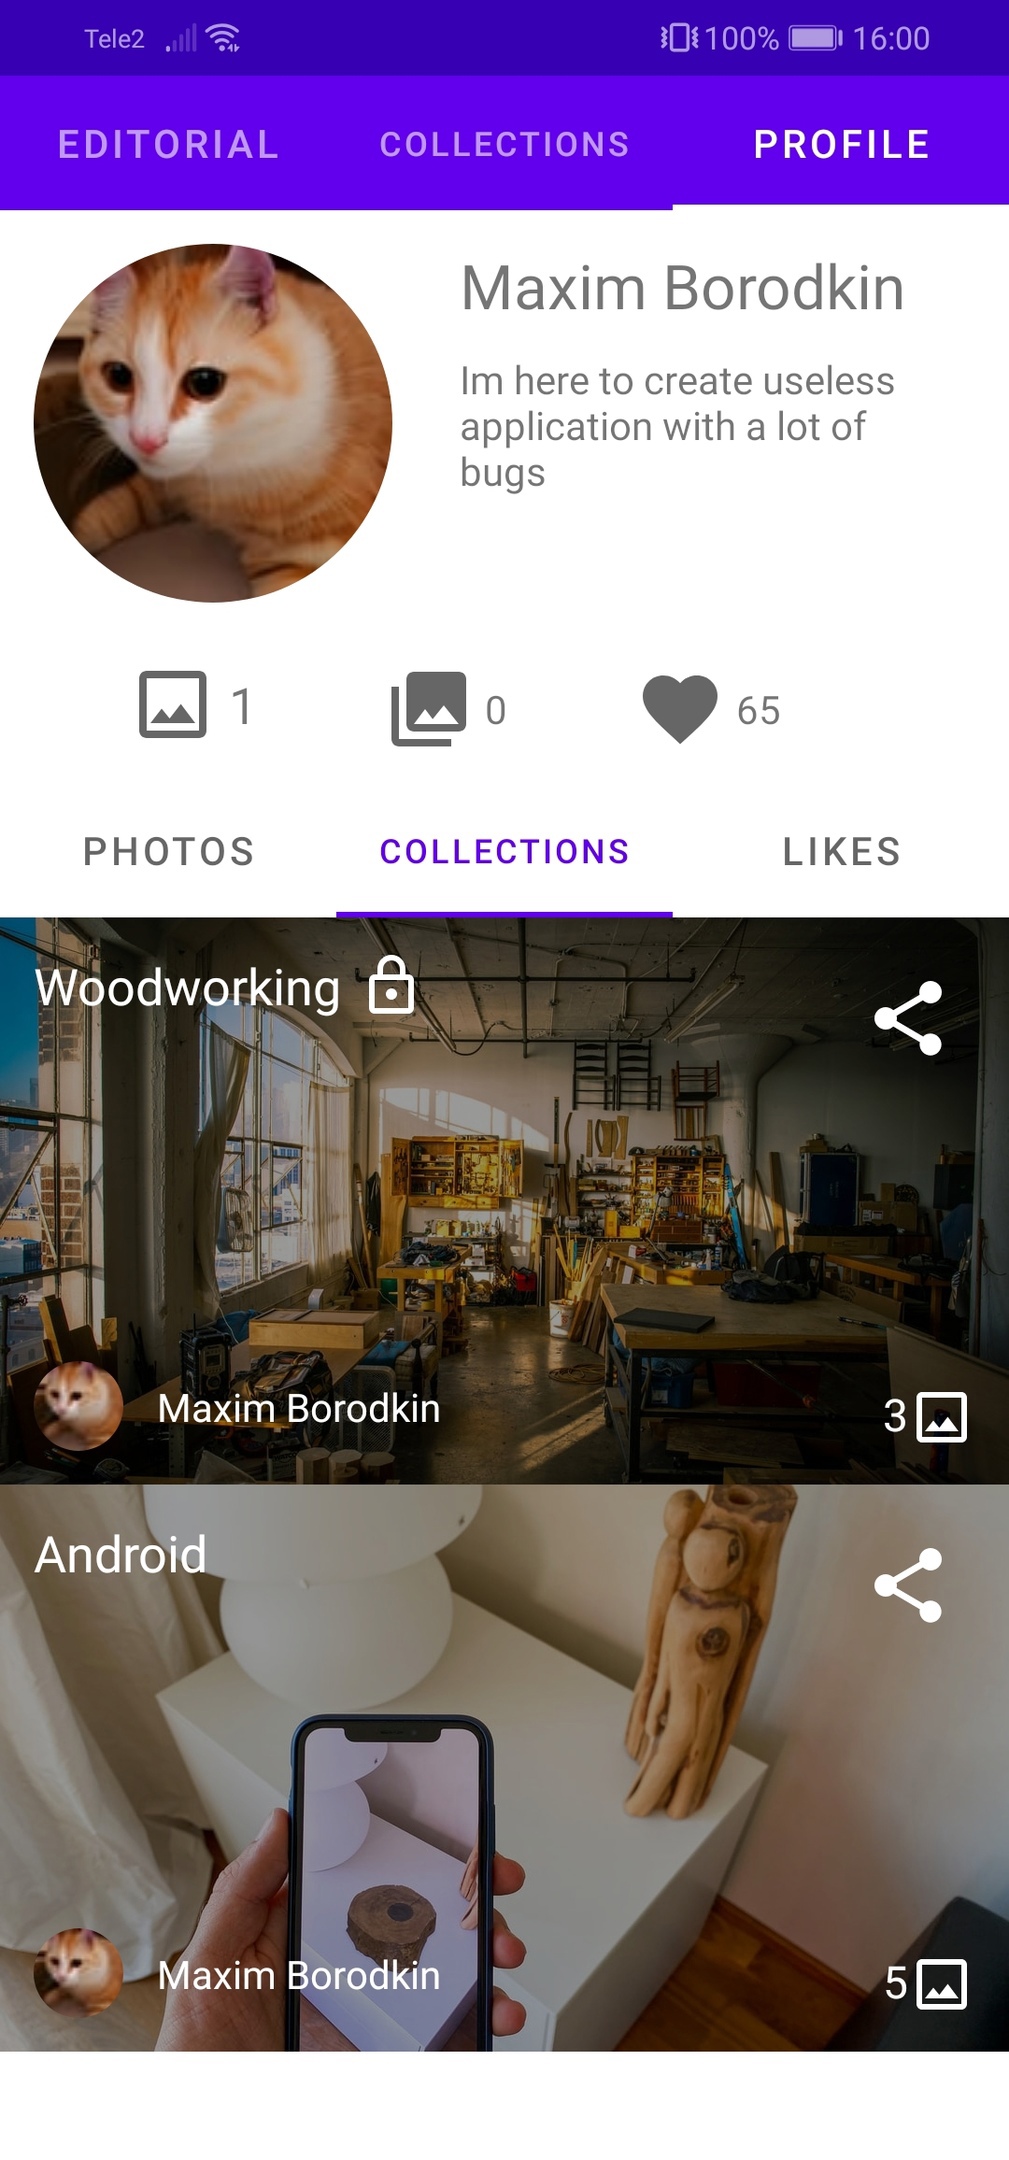 Tele2 100% 16:00
EDITORIAL COLLECTIONS PROFILE
Maxim Borodkin
Im here to create useless
application with a lot of
bugs
1 0 65
PHOTOS COLLECTIONS LIKES
Woodworking
Maxim Borodkin 3
Android
Maxim Borodkin 5